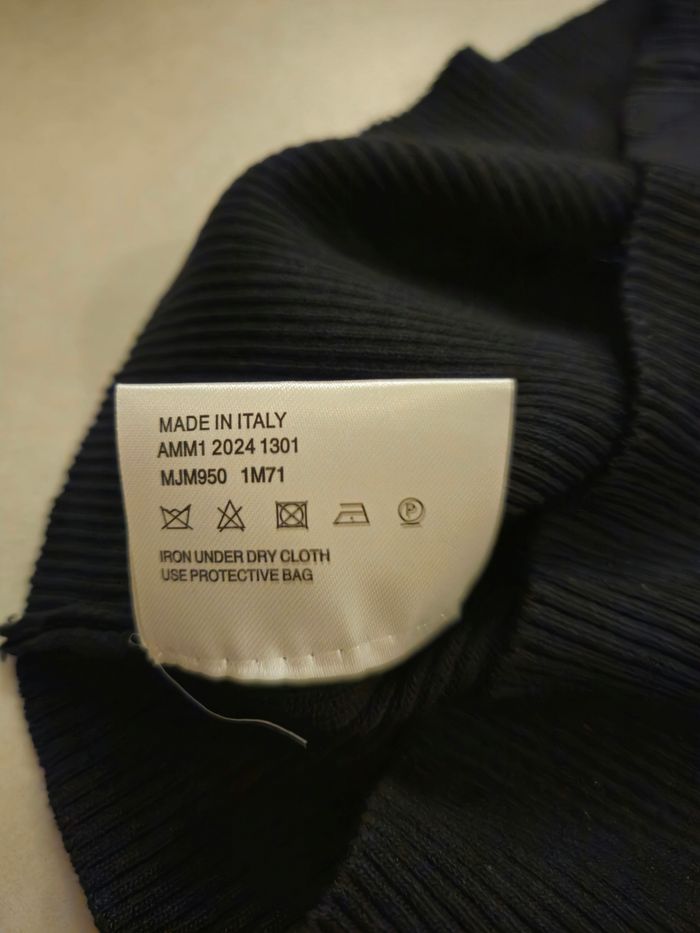 MADE IN ITALY
AMM1 2024 1301
MJM950 1M71
P
IRON UNDER DRY CLOTH
USE PROTECTIVE BAG